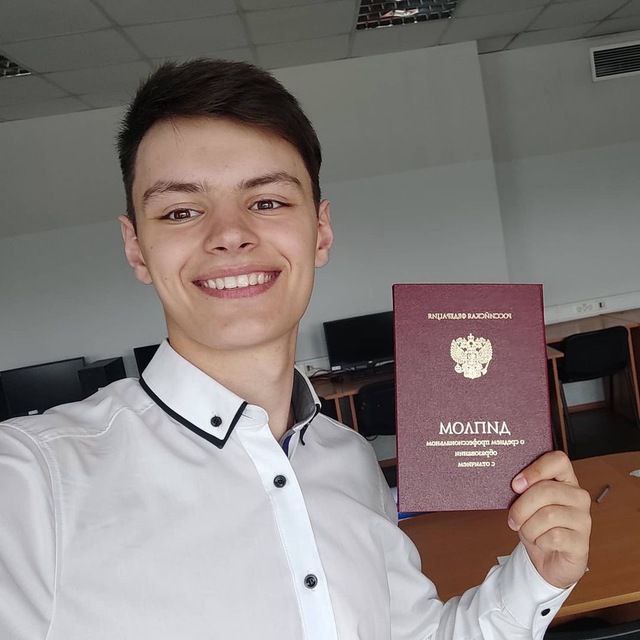 РОССИЙСКАЯ ФЕДЕРАЦИЯ
ДИПЛОМ
о среднем профессиональном
образовании
с отличием